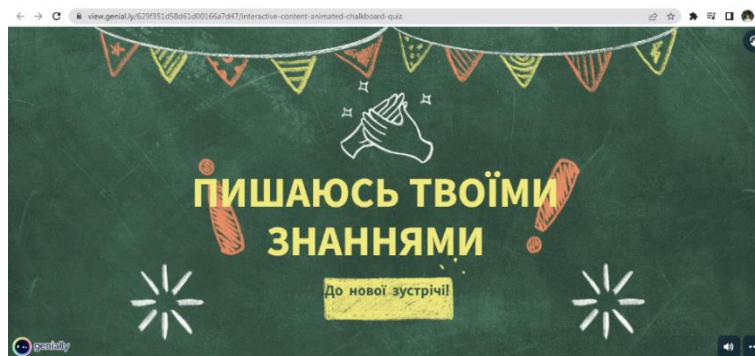 view.genial.ly/629f351d58d61d00166a7d47/interactive-content-animated-chalkboard-quiz
ПИШАЮСЬ ТВОЇМИ
ЗНАННЯМИ
До нової зустрічі!
genially